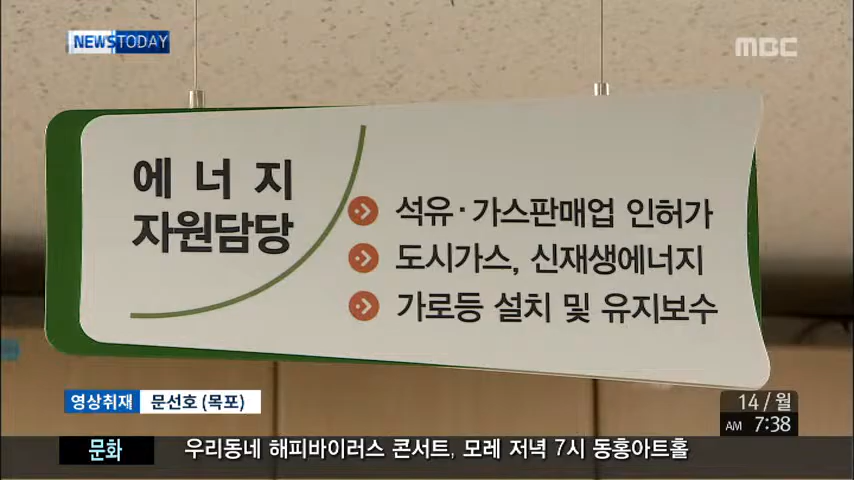 NEWSTODAY
MBC
에너지
자원담당
석유·가스판매업 인허가
도시가스, 신재생에너지
가로등 설치 및 유지보수
영상취재 문선호 (목포)
14 / 월
AM 7:38
문화 우리동네 해피바이러스 콘서트, 모레 저녁 7시 동홍아트홀